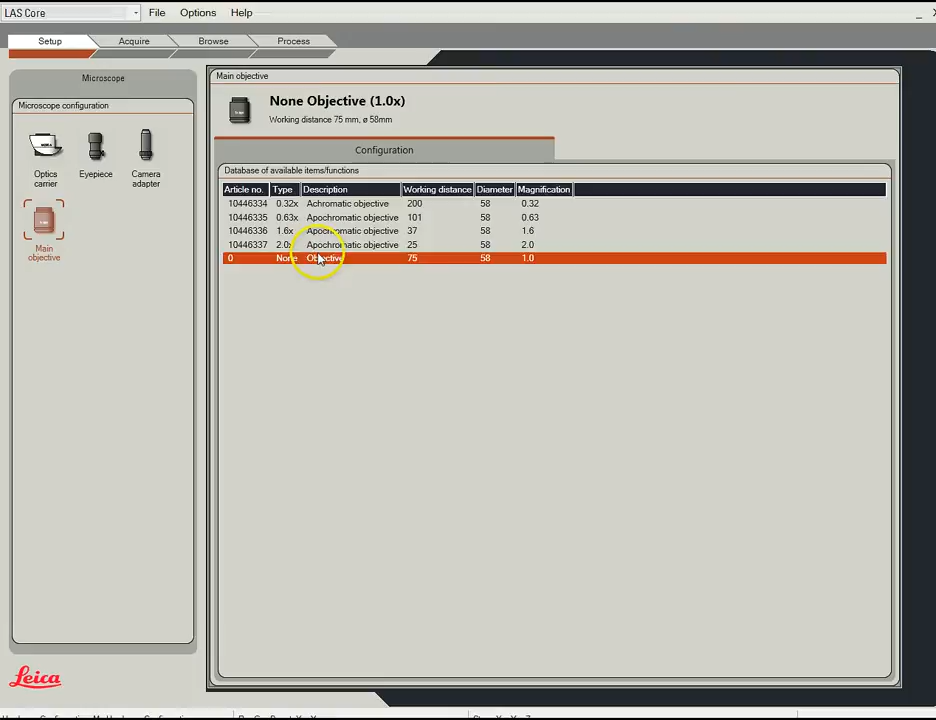 LAS Core File Options Help
Setup Acquire Browse Process
Microscope
Microscope configuration
Optics carrier
Eyepiece
Camera adapter
Main objective
Main objective
None Objective (1.0x)
Working distance 75 mm, ø 58mm
Configuration
Database of available items/functions
Article no. Type Description Working distance Diameter Magnification
10446334 0.32x Achromatic objective 200 58 0.32
10446335 0.63x Apochromatic objective 101 58 0.63
10446336 1.6x Apochromatic objective 37 58 1.6
10446337 2.0x Apochromatic objective 25 58 2.0
0 None Objective 75 58 1.0
Leica